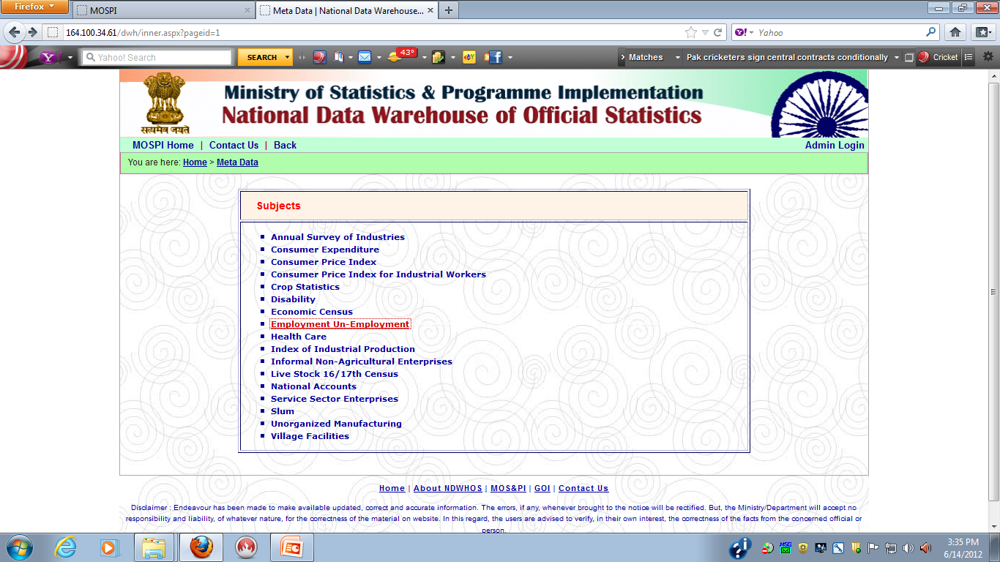 Firefox
MOSPI
Meta Data | National Data Warehouse...
164.100.34.61/dwh/inner.aspx?pageid=1
Yahoo
Yahoo! Search
SEARCH
43°
Matches
Pak cricketers sign central contracts conditionally
Cricket
सत्यमेव जयते
Ministry of Statistics & Programme Implementation
National Data Warehouse of Official Statistics
MOSPI Home | Contact Us | Back
Admin Login
You are here: Home > Meta Data
Subjects
Annual Survey of Industries
Consumer Expenditure
Consumer Price Index
Consumer Price Index for Industrial Workers
Crop Statistics
Disability
Economic Census
Employment Un-Employment
Health Care
Index of Industrial Production
Informal Non-Agricultural Enterprises
Live Stock 16/17th Census
National Accounts
Service Sector Enterprises
Slum
Unorganized Manufacturing
Village Facilities
Home | About NDWHOS | MOS&PI | GOI | Contact Us
Disclaimer : Endeavour has been made to make available updated, correct and accurate information. The errors, if any, whenever brought to the notice will be rectified. But, the Ministry/Department will accept no
responsibility and liability, of whatever nature, for the correctness of the material on website. In this regard, the users are advised to verify, in their own interest, the correctness of the facts from the concerned official or
person.
MSG
3:35 PM
6/14/2012